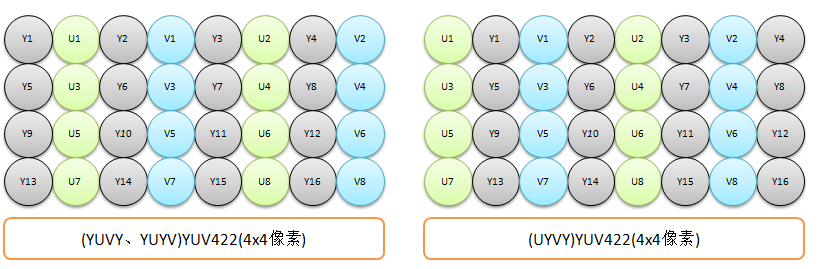 Y1 U1 Y2 V1 Y3 U2 Y4 V2
Y5 U3 Y6 V3 Y7 U4 Y8 V4
Y9 U5 Y10 V5 Y11 U6 Y12 V6
Y13 U7 Y14 V7 Y15 U8 Y16 V8
(YUVY、YUYV)YUV422(4x4像素)
U1 Y1 V1 Y2 U2 Y3 V2 Y4
U3 Y5 V3 Y6 U4 Y7 V4 Y8
U5 Y9 V5 Y10 U6 Y11 V6 Y12
U7 Y13 V7 Y14 U8 Y15 V8 Y16
(UYVY)YUV422(4x4像素)